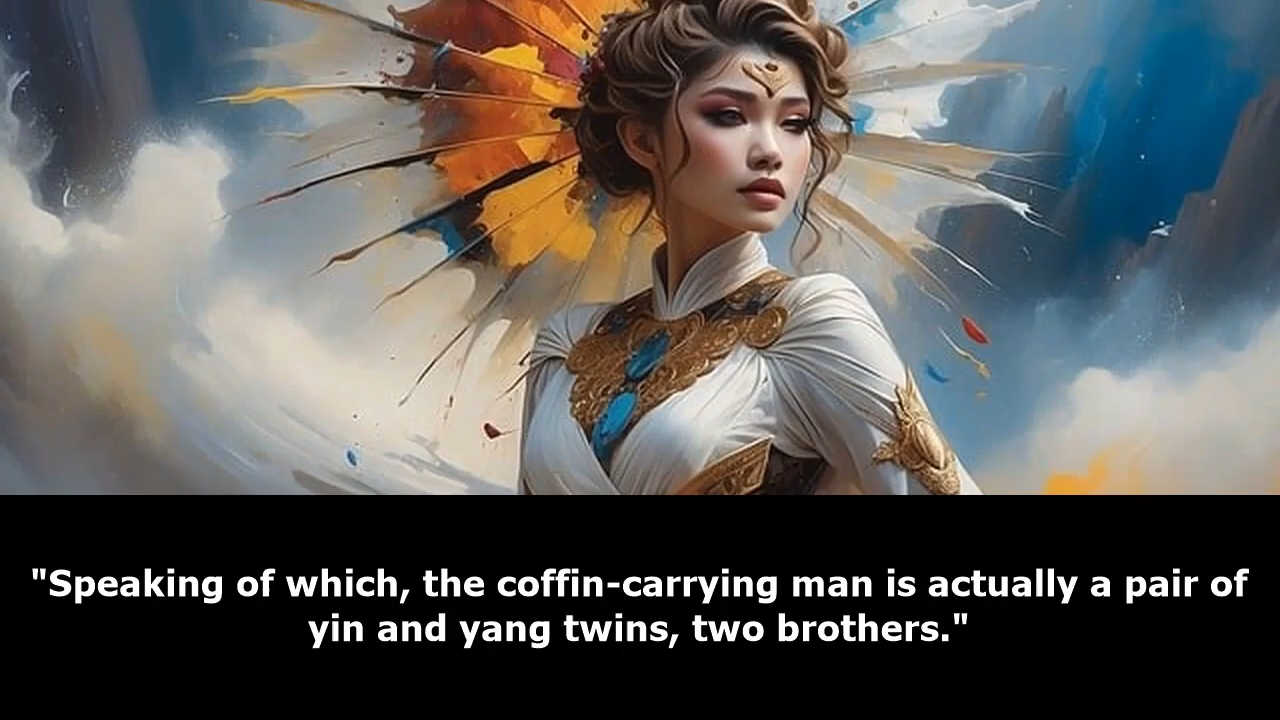 "Speaking of which, the coffin-carrying man is actually a pair of
yin and yang twins, two brothers."